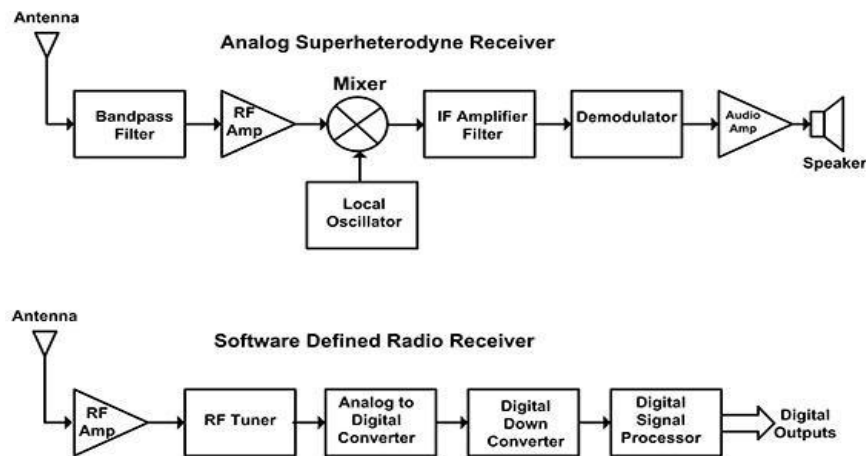 Antenna
Analog Superheterodyne Receiver
Mixer
Bandpass
Filter
RF
Amp
IF Amplifier
Filter
Demodulator
Audio
Amp
Speaker
Local
Oscillator
Antenna
Software Defined Radio Receiver
RF
Amp
RF Tuner
Analog to
Digital
Converter
Digital
Down
Converter
Digital
Signal
Processor
Digital
Outputs